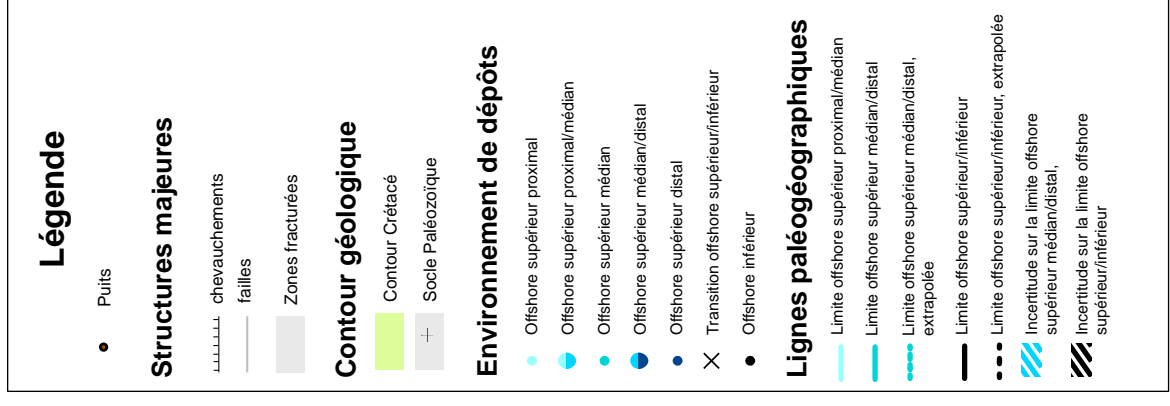 Légende
Puits
Structures majeures
chevauchements
failles
Zones fracturées
Contour géologique
Contour Crétacé
Socle Paléozoïque
Environnement de dépôts
Offshore supérieur proximal
Offshore supérieur proximal/médian
Offshore supérieur médian
Offshore supérieur médian/distal
Offshore supérieur distal
Transition offshore supérieur/inférieur
Offshore inférieur
Lignes paléogéographiques
Limite offshore supérieur proximal/médian
Limite offshore supérieur médian/distal
Limite offshore supérieur médian/distal,
extrapolée
Limite offshore supérieur/inférieur
Limite offshore supérieur/inférieur, extrapolée
Incertitude sur la limite offshore
supérieur médian/distal,
Incertitude sur la limite offshore
supérieur/inférieur